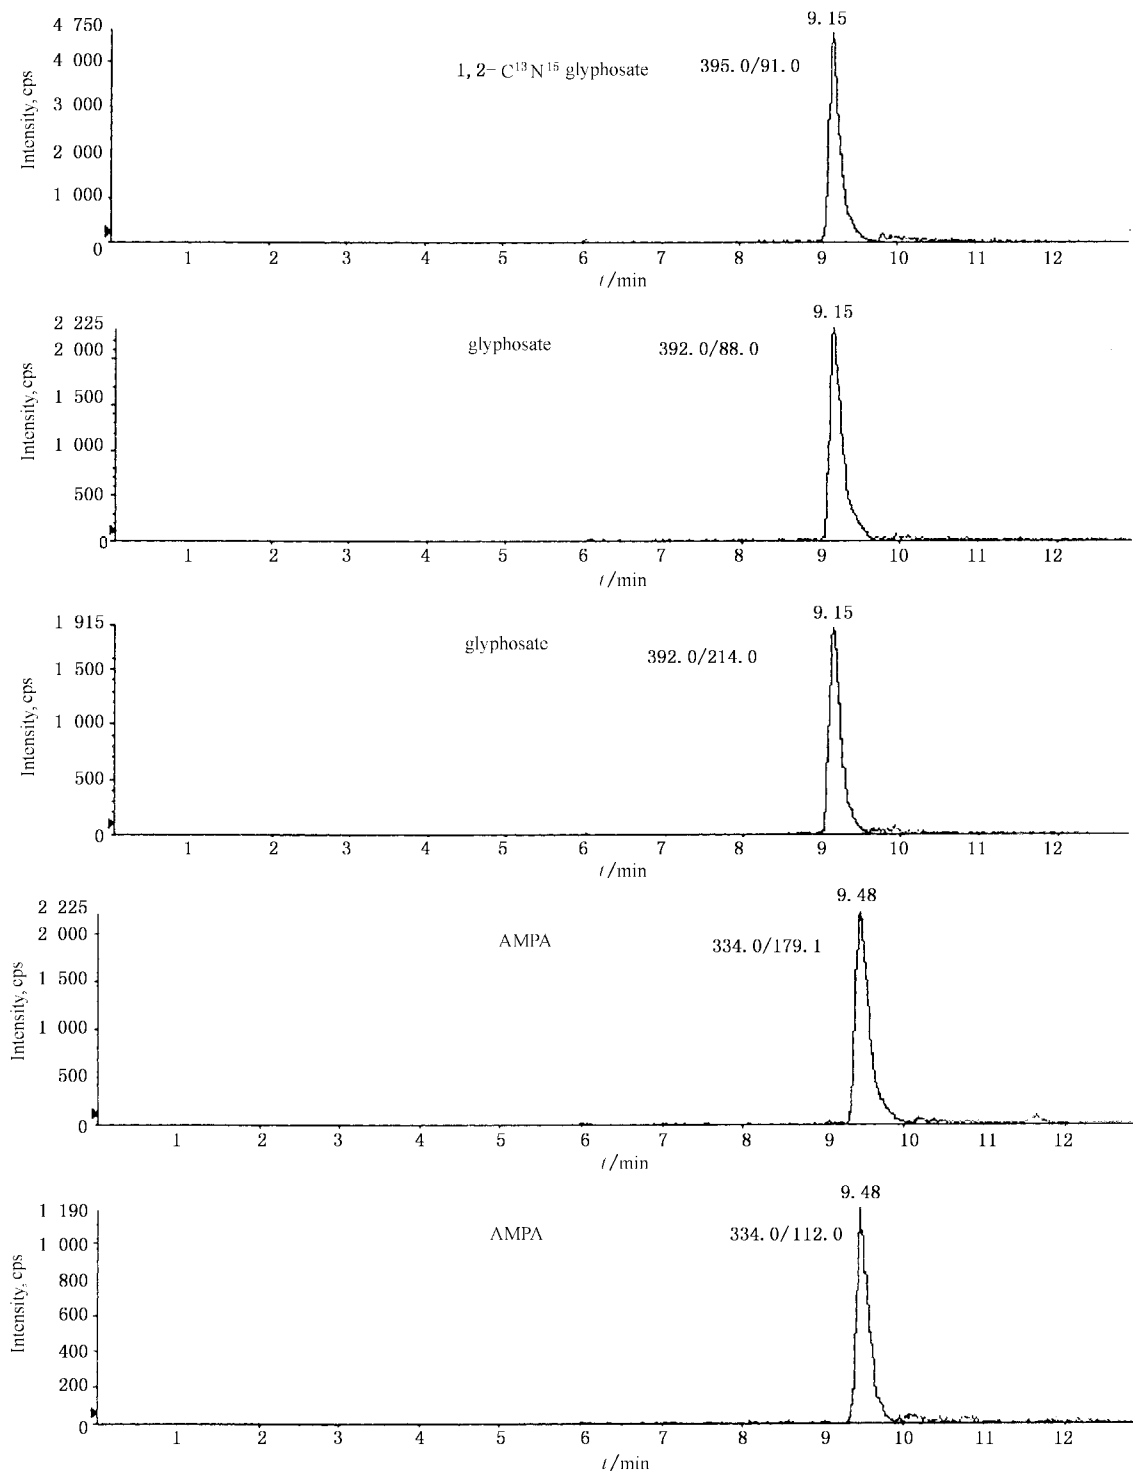 9.15
4 750
1,2- C¹³N¹⁵ glyphosate 395.0/91.0
4 000
3 000
2 000
1 000
0
Intensity, cps
1 2 3 4 5 6 7 8 9 10 11 12
t/min
9.15
2 225
glyphosate 392.0/88.0
2 000
1 500
1 000
500
0
Intensity, cps
1 2 3 4 5 6 7 8 9 10 11 12
t/min
9.15
1 915
glyphosate 392.0/214.0
1 500
1 000
500
0
Intensity, cps
1 2 3 4 5 6 7 8 9 10 11 12
t/min
9.48
2 225
AMPA 334.0/179.1
2 000
1 500
1 000
500
0
Intensity, cps
1 2 3 4 5 6 7 8 9 10 11 12
t/min
9.48
1 190
AMPA 334.0/112.0
1 000
800
600
400
200
0
Intensity, cps
1 2 3 4 5 6 7 8 9 10 11 12
t/min